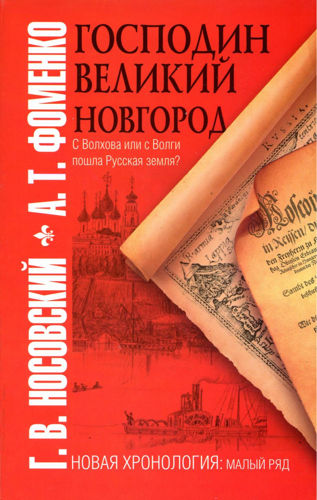 ГОСПОДИН
ВЕЛИКИЙ
НОВГОРОД
С Волхова или с Волги
пошла Русская земля?
Г. В. НОСОВСКИЙ А. Т. ФОМЕНКО
НОВАЯ ХРОНОЛОГИЯ: МАЛЫЙ РЯД